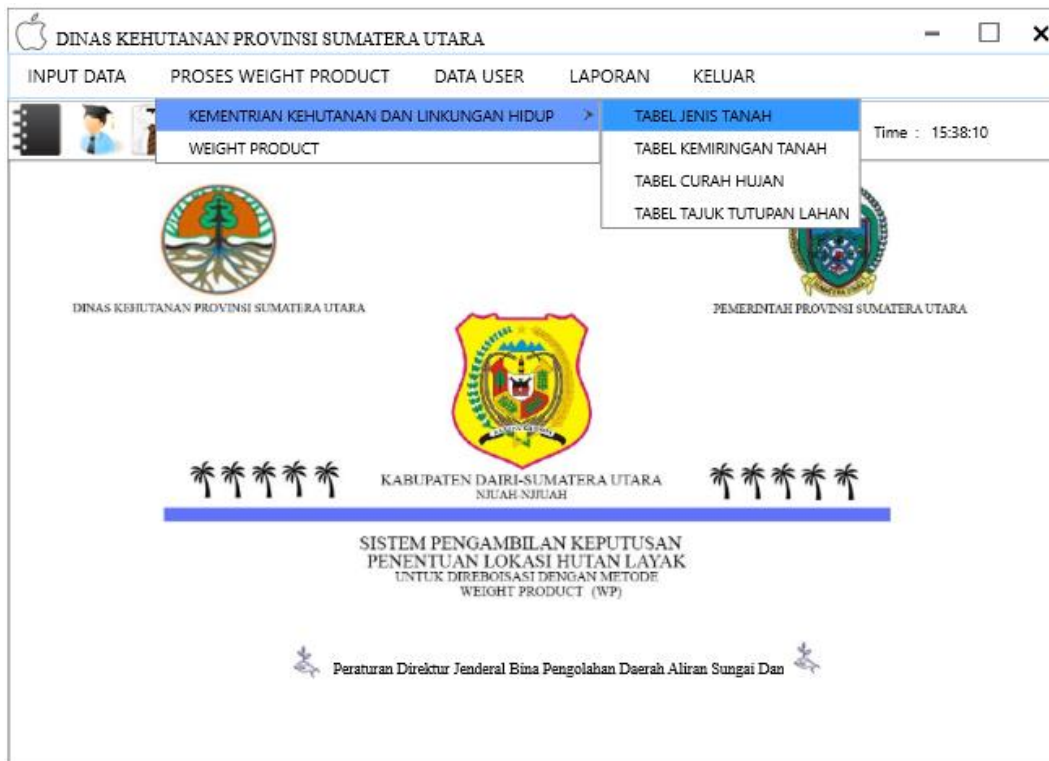 DINAS KEHUTANAN PROVINSI SUMATERA UTARA
INPUT DATA PROSES WEIGHT PRODUCT DATA USER LAPORAN KELUAR
KEMENTRIAN KEHUTANAN DAN LINKUNGAN HIDUP
WEIGHT PRODUCT
TABEL JENIS TANAH
TABEL KEMIRINGAN TANAH
TABEL CURAH HUJAN
TABEL TAJUK TUTUPAN LAHAN
Time : 15:38:10
DINAS KEHUTANAN PROVINSI SUMATERA UTARA
SUMATERA UTARA
PEMERINTAH PROVINSI SUMATERA UTARA
KABUPATEN DAIRI-SUMATERA UTARA
NJUAH-NJUAH
SISTEM PENGAMBILAN KEPUTUSAN
PENENTUAN LOKASI HUTAN LAYAK
UNTUK DIREBOISASI DENGAN METODE
WEIGHT PRODUCT (WP)
Peraturan Direktur Jenderal Bina Pengolahan Daerah Aliran Sungai Dan